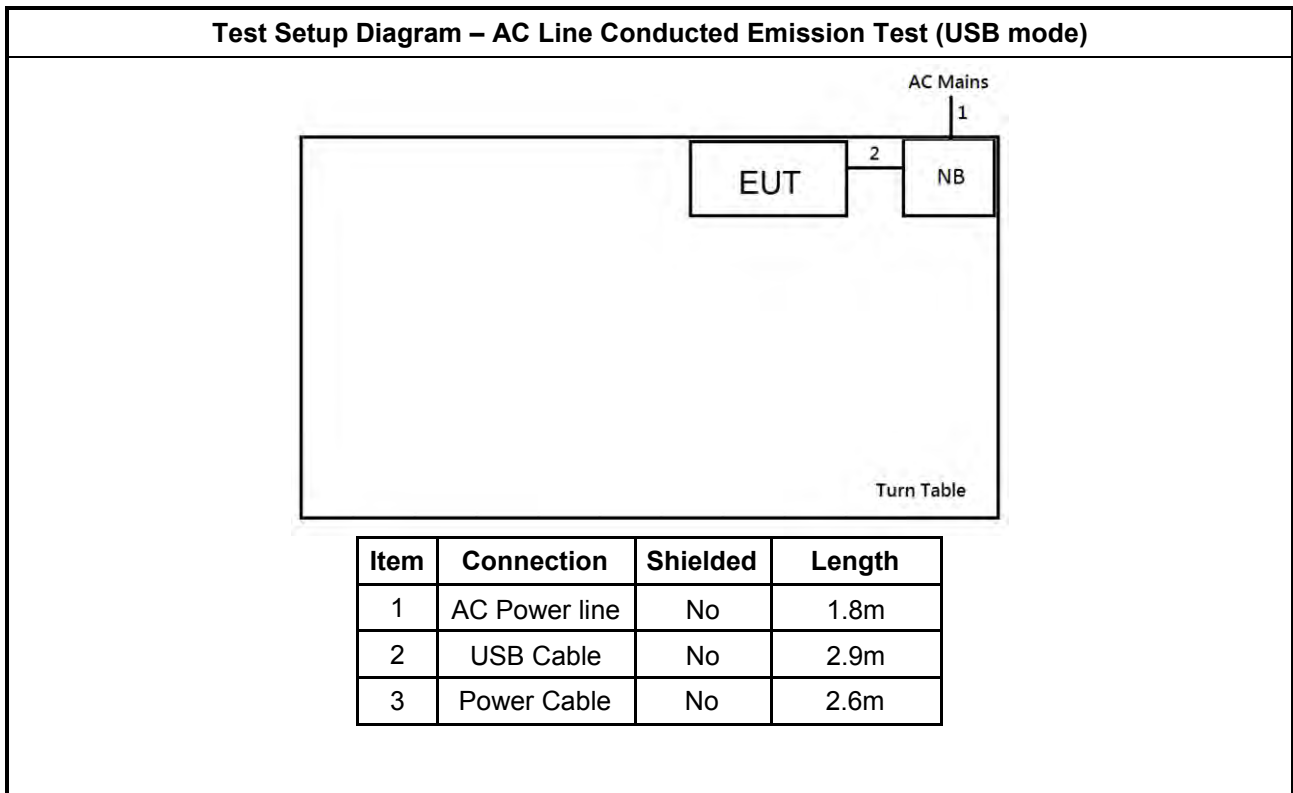 Test Setup Diagram – AC Line Conducted Emission Test (USB mode)
AC Mains
1
EUT
2
NB
Turn Table
Item Connection Shielded Length
1 AC Power line No 1.8m
2 USB Cable No 2.9m
3 Power Cable No 2.6m